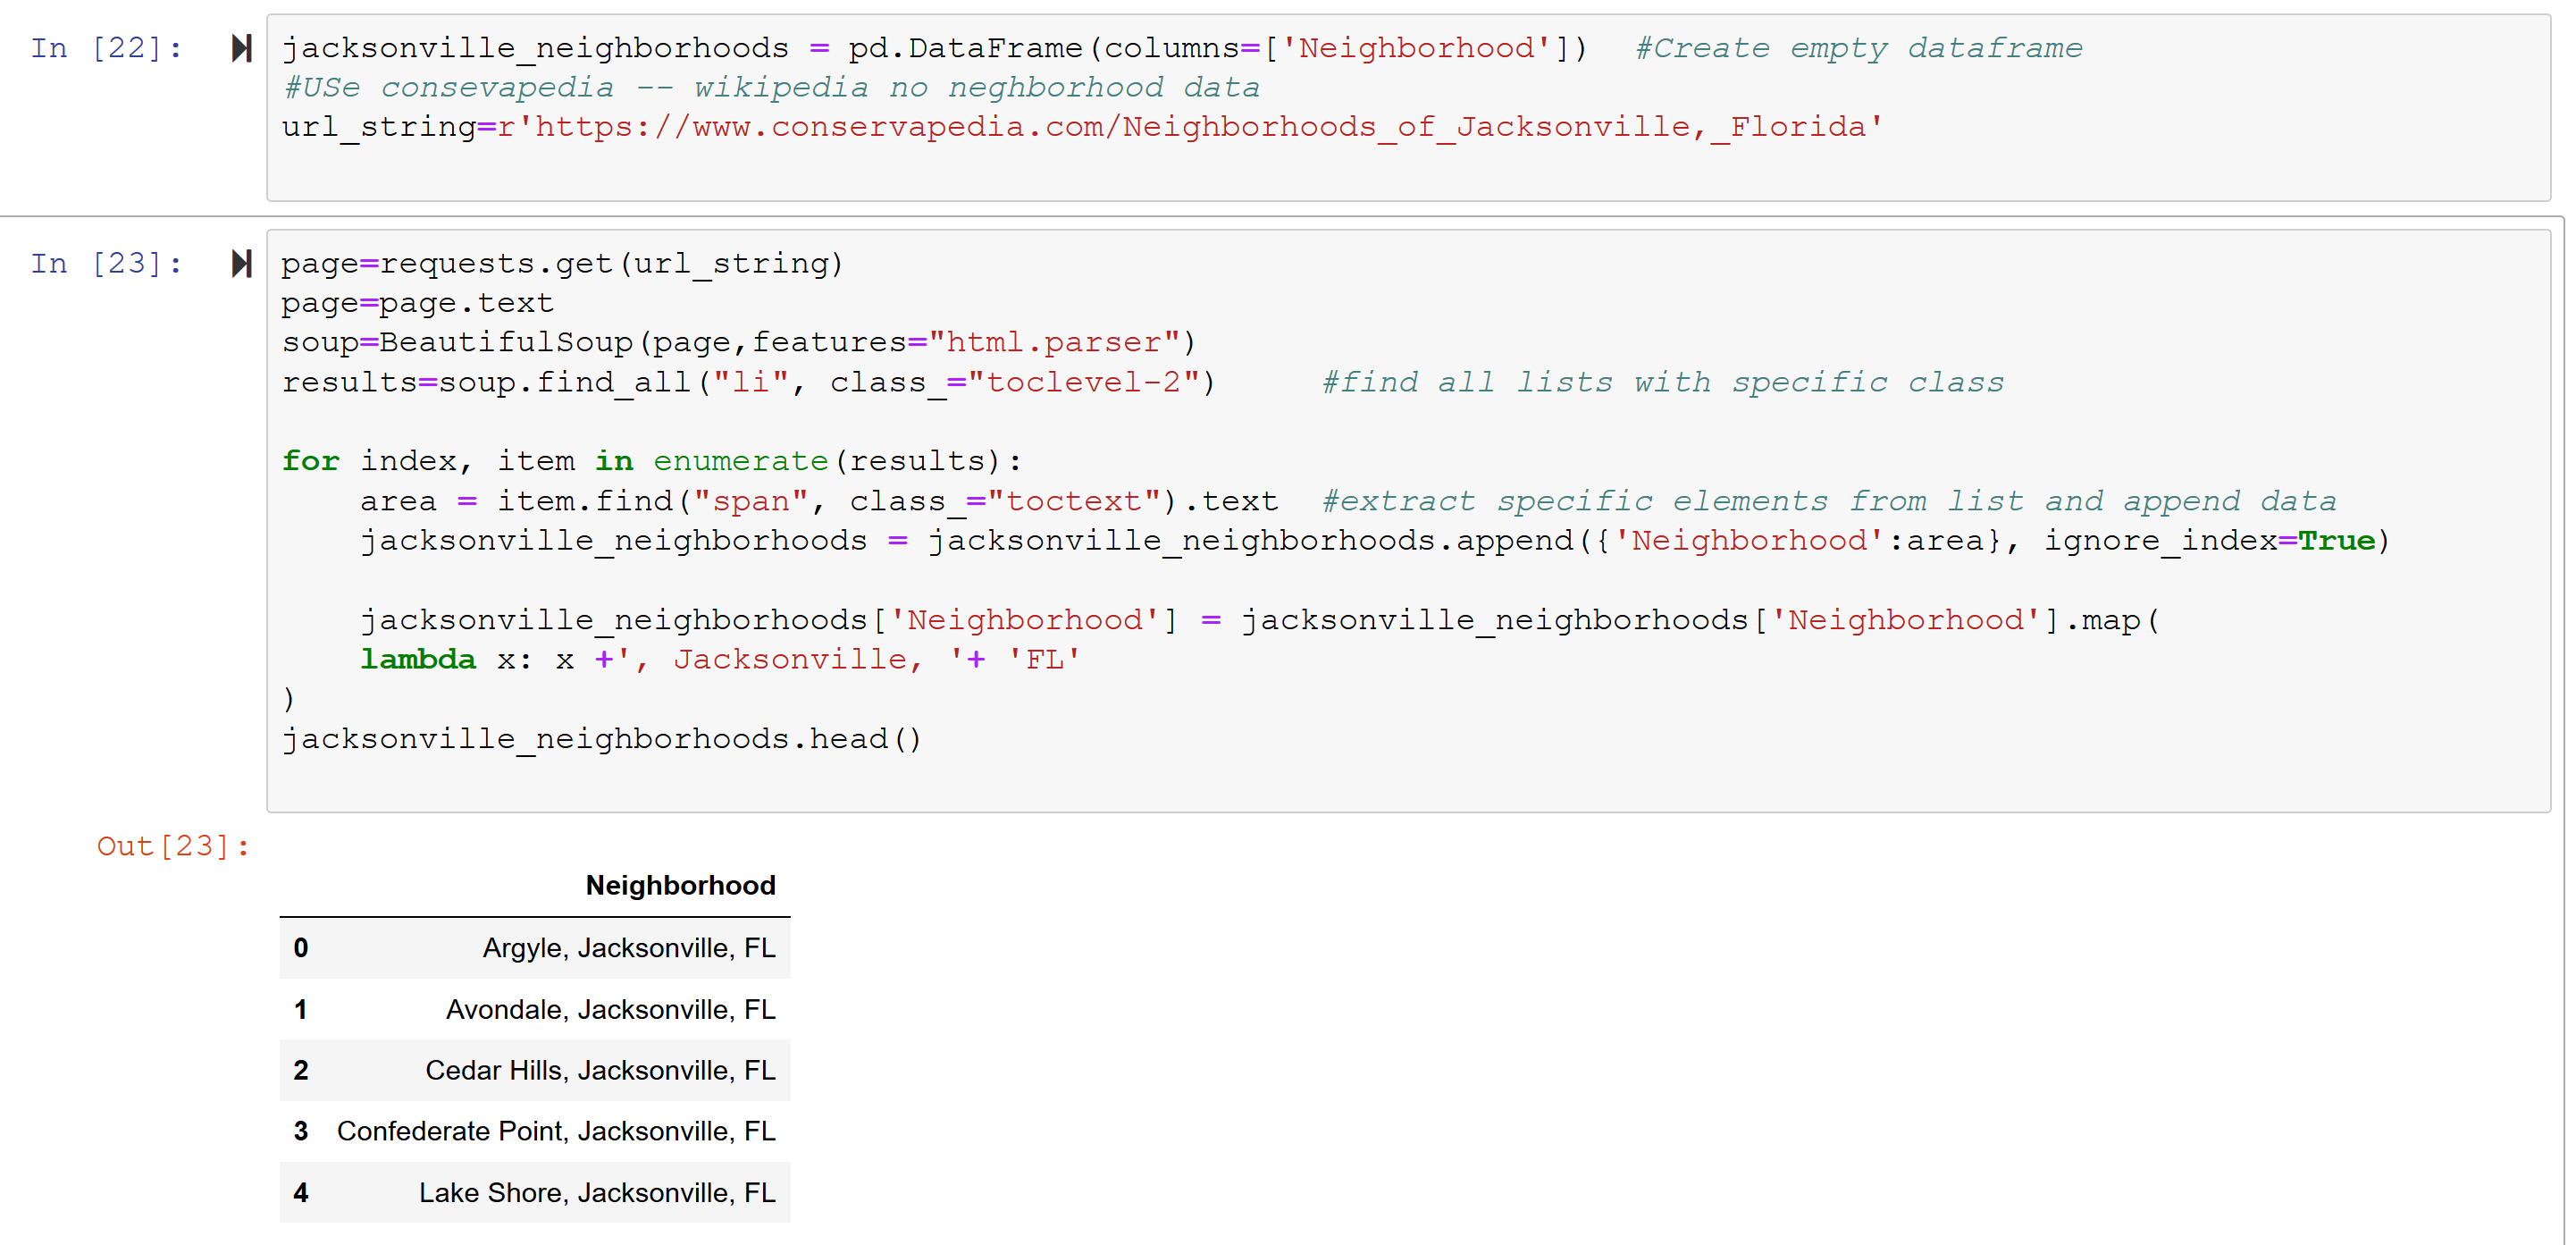 In [22]:
jacksonville_neighborhoods = pd.DataFrame(columns=['Neighborhood'])  #Create empty dataframe
#USe consevapedia -- wikipedia no neghborhood data
url_string=r'https://www.conservapedia.com/Neighborhoods_of_Jacksonville,_Florida'
In [23]:
page=requests.get(url_string)
page=page.text
soup=BeautifulSoup(page,features="html.parser")
results=soup.find_all("li", class_="toclevel-2")     #find all lists with specific class
for index, item in enumerate(results):
    area = item.find("span", class_="toctext").text  #extract specific elements from list and append data
    jacksonville_neighborhoods = jacksonville_neighborhoods.append({'Neighborhood':area}, ignore_index=True)
    jacksonville_neighborhoods['Neighborhood'] = jacksonville_neighborhoods['Neighborhood'].map(
    lambda x: x +', Jacksonville, '+ 'FL'
)
jacksonville_neighborhoods.head()
Out[23]:
Neighborhood
0 Argyle, Jacksonville, FL
1 Avondale, Jacksonville, FL
2 Cedar Hills, Jacksonville, FL
3 Confederate Point, Jacksonville, FL
4 Lake Shore, Jacksonville, FL